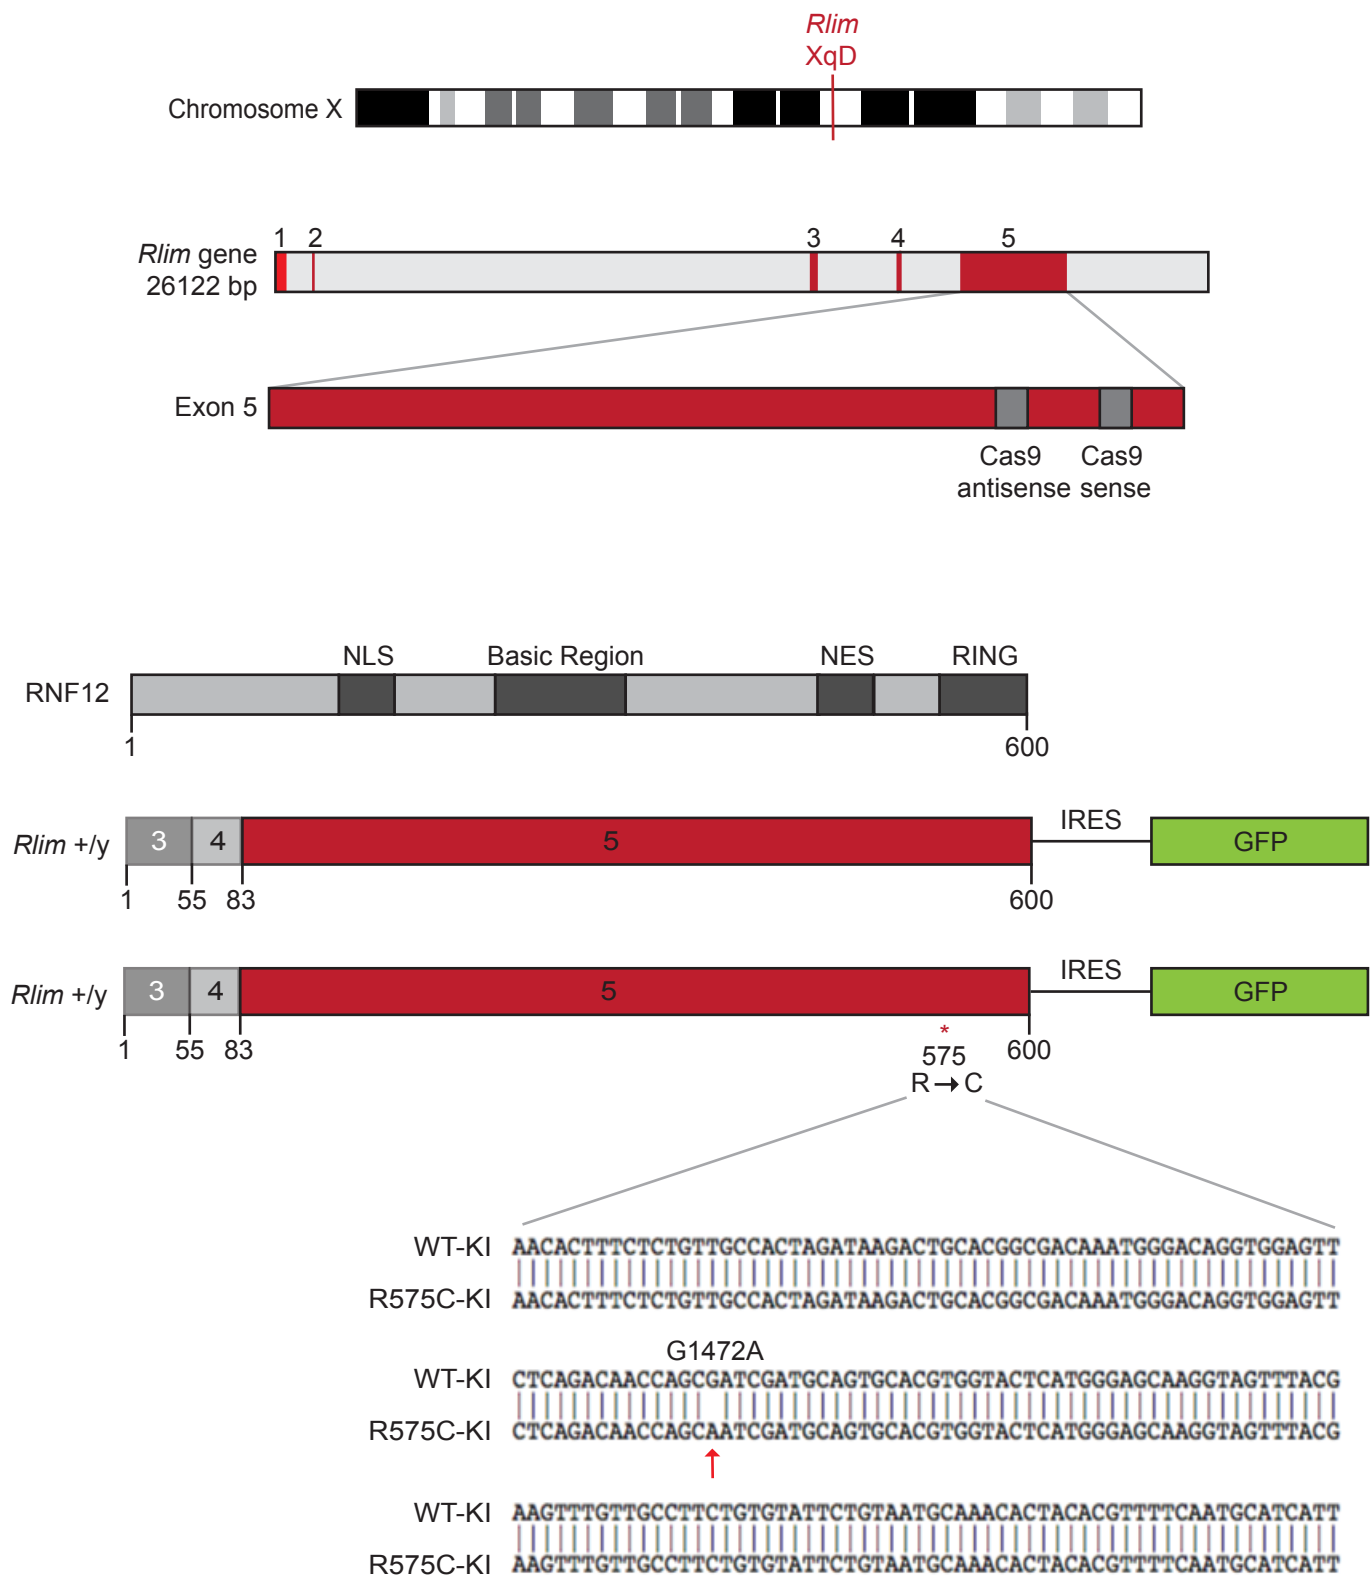 Rlim
XqD
Chromosome X
1 2 3 4 5
Rlim gene
26122 bp
Exon 5
Cas9 Cas9
antisense sense
NLS Basic Region NES RING
RNF12
1 600
IRES
Rlim +/y 3 4 5 GFP
1 55 83 600
IRES
Rlim +/y 3 4 5 GFP
*
1 55 83 575 600
R → C
WT-KI AACACTTTCTCTGTTGCCACTAGATAAGACTGCACGGCGACAAATGGGACAGGTGGAGTT
R575C-KI AACACTTTCTCTGTTGCCACTAGATAAGACTGCACGGCGACAAATGGGACAGGTGGAGTT
G1472A
WT-KI CTCAGACAACCAGCGATCGATGCAGTGCACGTGGTACTCATGGGAGCAAGGTAGTTTACG
R575C-KI CTCAGACAACCAGCAATCGATGCAGTGCACGTGGTACTCATGGGAGCAAGGTAGTTTACG
WT-KI AAGTTTGTTGCCTTCTGTGTATTCTGTAATGCAAACACTACACGTTTTCAATGCATCATT
R575C-KI AAGTTTGTTGCCTTCTGTGTATTCTGTAATGCAAACACTACACGTTTTCAATGCATCATT